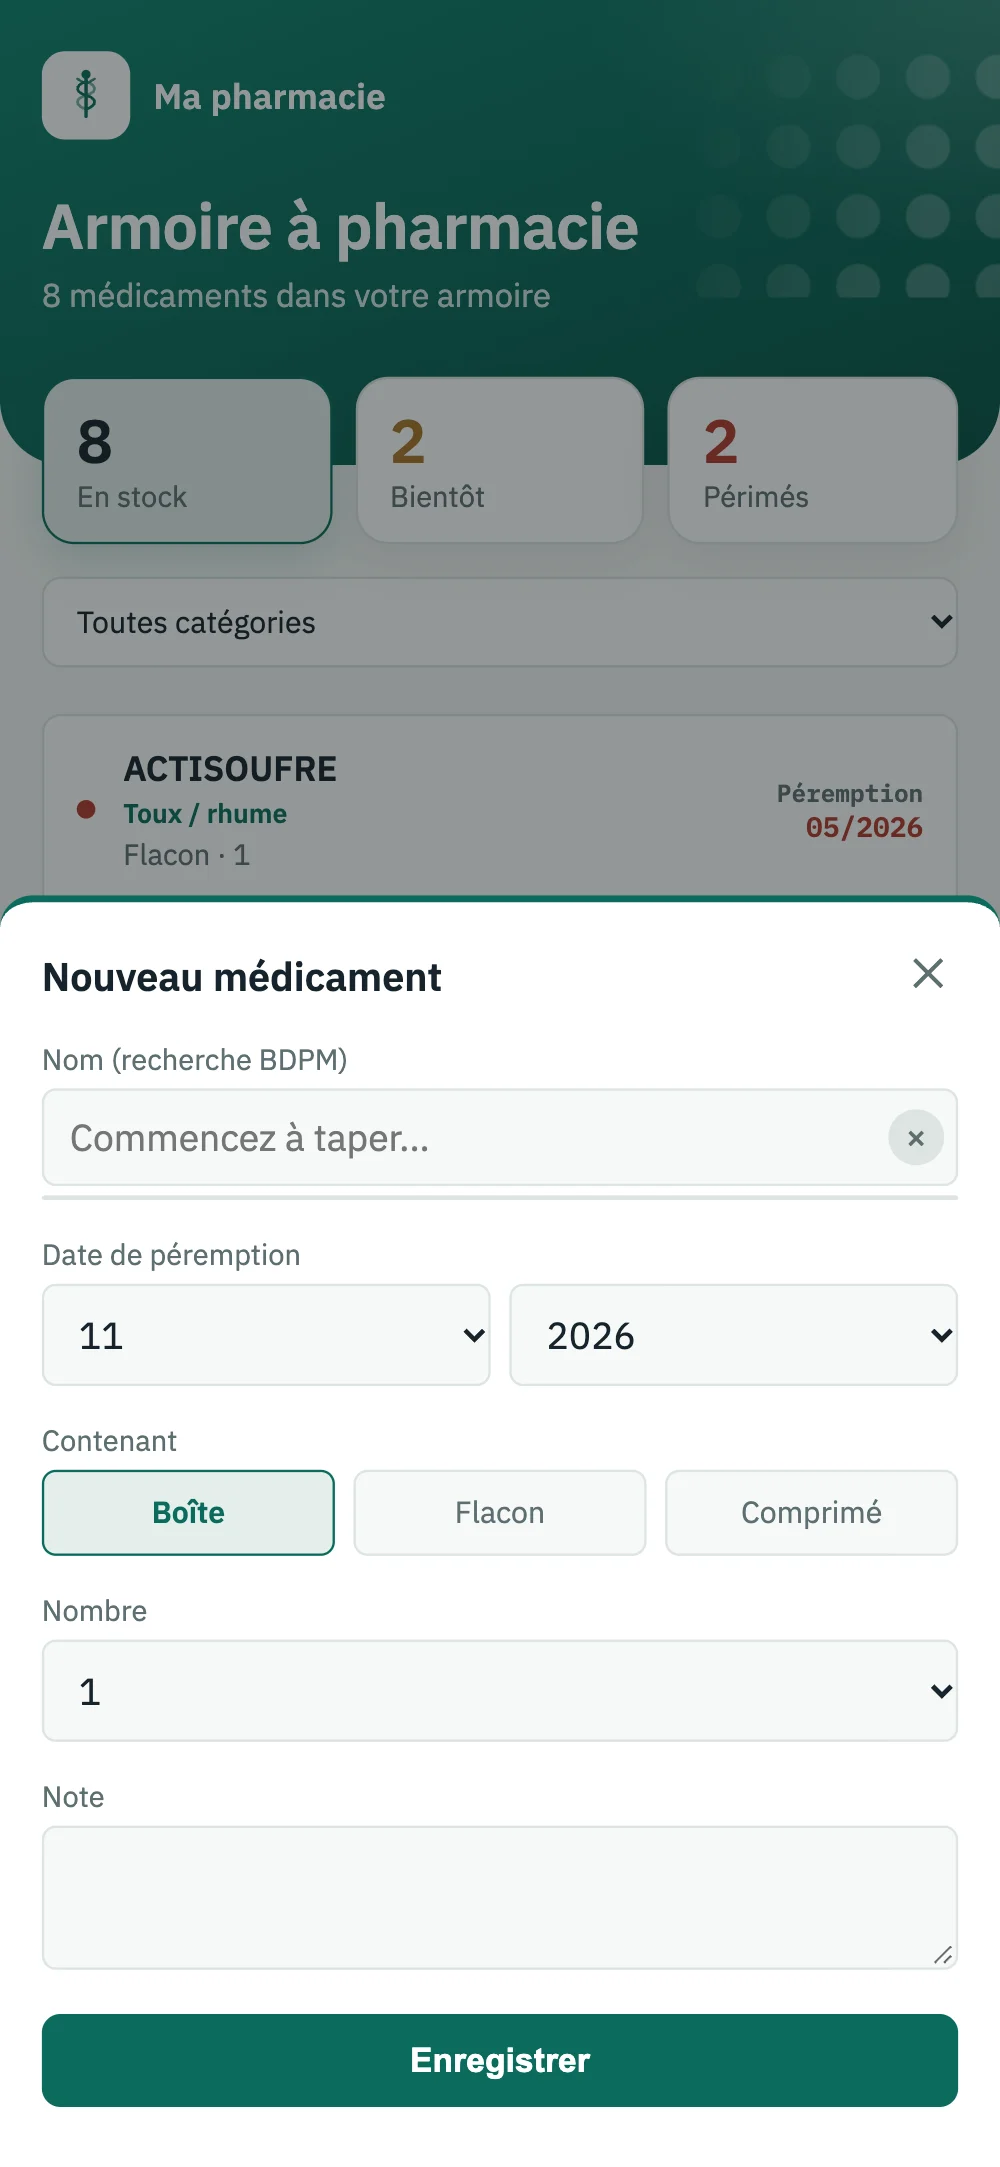 Ma pharmacie
Armoire à pharmacie
8 médicaments dans votre armoire
8
En stock
2
Bientôt
2
Périmés
Toutes catégories
ACTISOUFRE
Toux / rhume
Flacon · 1
Péremption
05/2026
Nouveau médicament
Nom (recherche BDPM)
Commencez à taper...
Date de péremption
11
2026
Contenant
Boîte
Flacon
Comprimé
Nombre
1
Note
Enregistrer